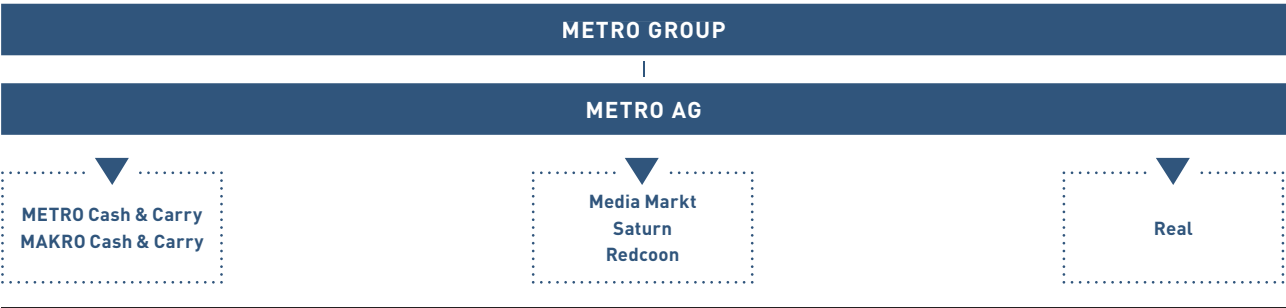 METRO GROUP
METRO AG
METRO Cash & Carry
MAKRO Cash & Carry
Media Markt
Saturn
Redcoon
Real